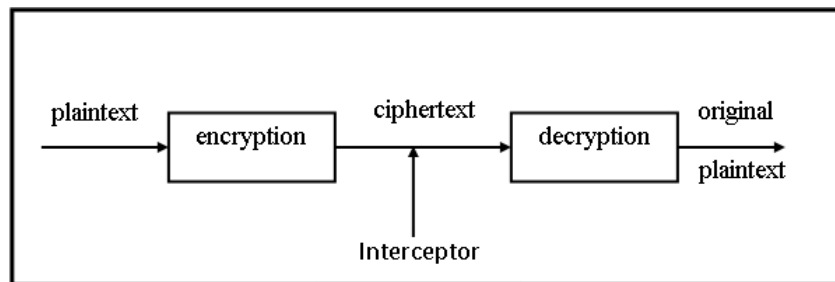 plaintext
encryption
ciphertext
decryption
original
plaintext
Interceptor